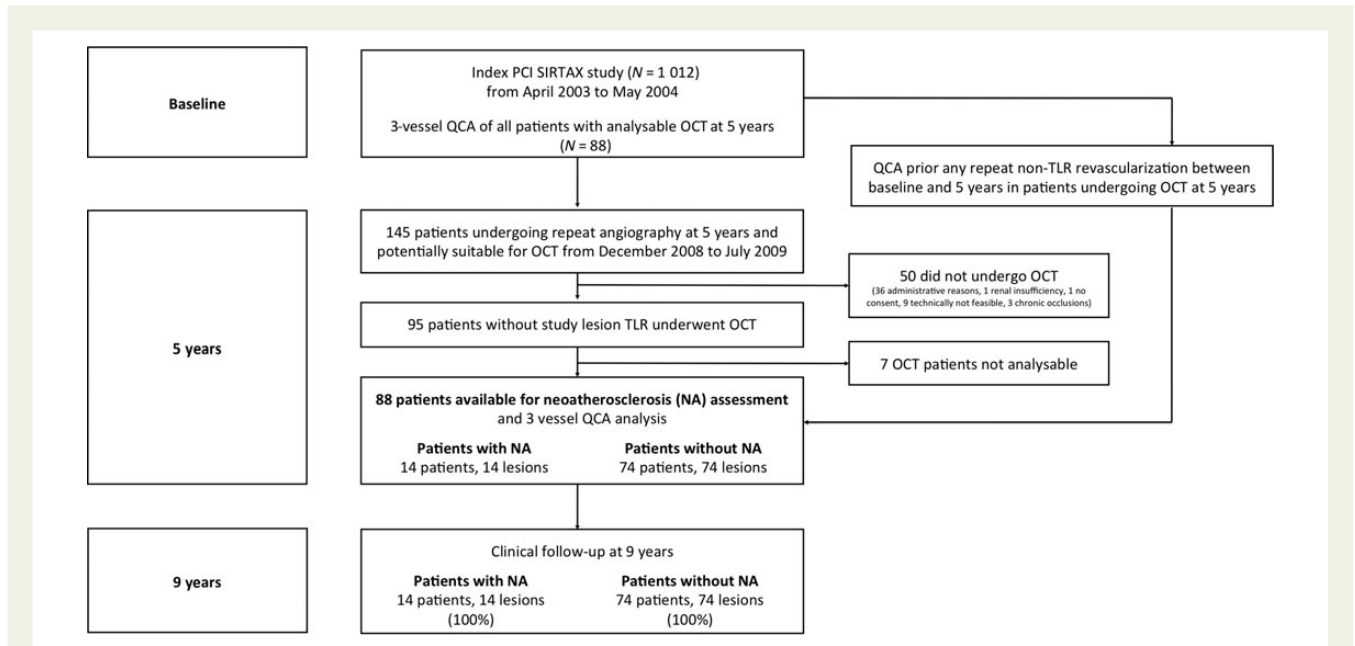 Baseline
Index PCI SIRTAX study (N = 1 012)
from April 2003 to May 2004
3-vessel QCA of all patients with analysable OCT at 5 years
(N = 88)
QCA prior any repeat non-TLR revascularization between
baseline and 5 years in patients undergoing OCT at 5 years
5 years
145 patients undergoing repeat angiography at 5 years and
potentially suitable for OCT from December 2008 to July 2009
50 did not undergo OCT
(36 administrative reasons, 1 renal insufficiency, 1 no
consent, 9 technically not feasible, 3 chronic occlusions)
95 patients without study lesion TLR underwent OCT
7 OCT patients not analysable
88 patients available for neoatherosclerosis (NA) assessment
and 3 vessel QCA analysis
Patients with NA
14 patients, 14 lesions
Patients without NA
74 patients, 74 lesions
9 years
Clinical follow-up at 9 years
Patients with NA
14 patients, 14 lesions
(100%)
Patients without NA
74 patients, 74 lesions
(100%)